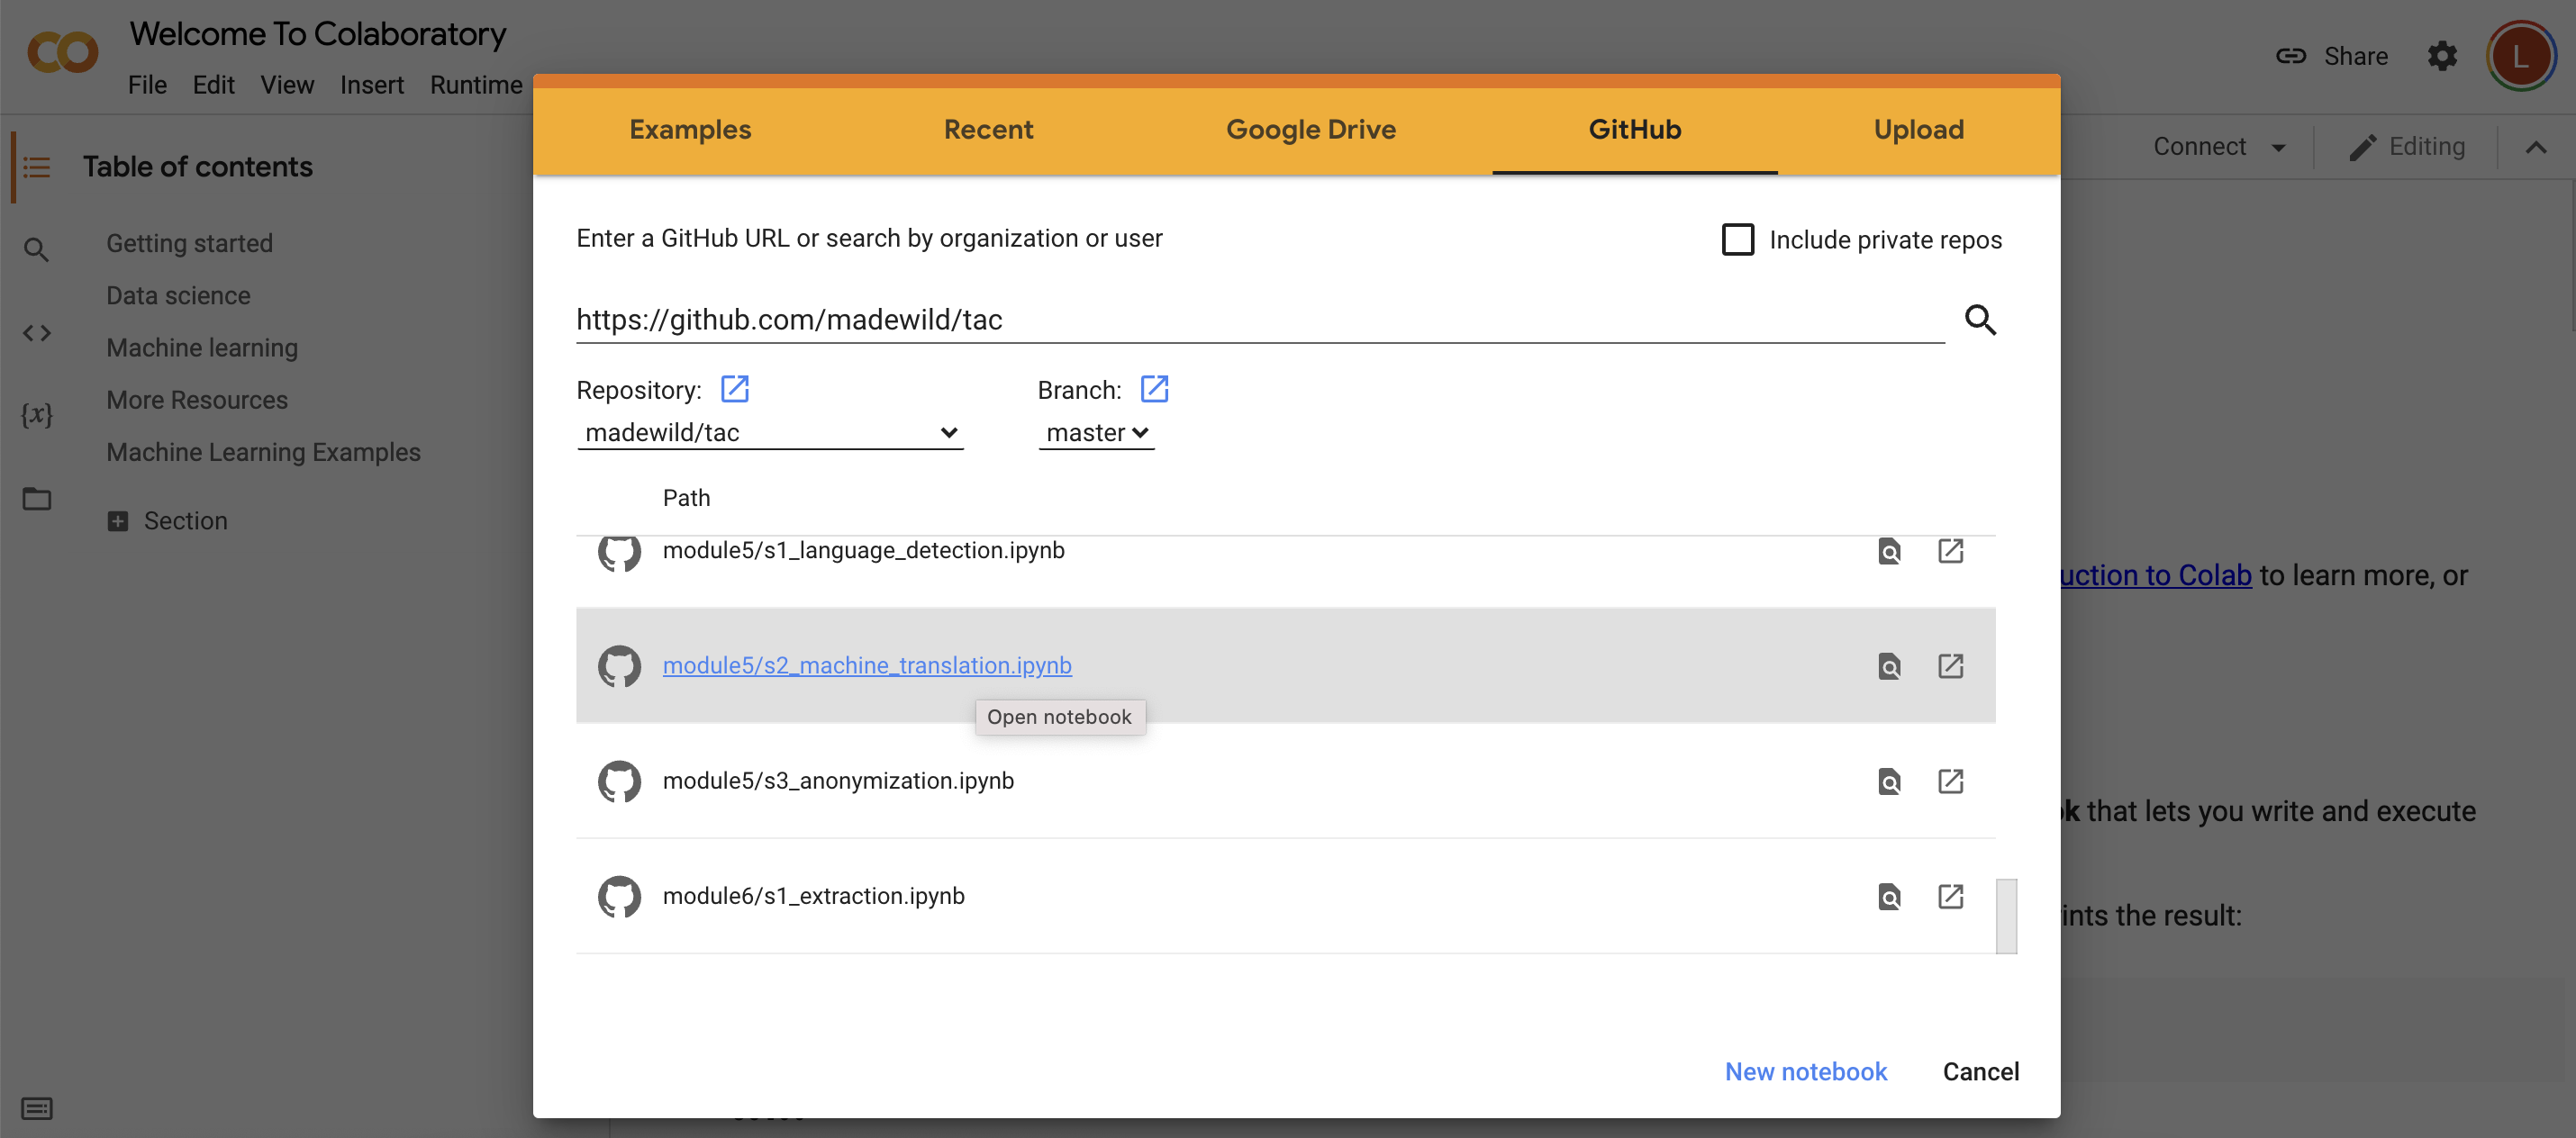 Welcome To Colaboratory
File Edit View Insert Runtime
Share
L
Examples Recent Google Drive GitHub Upload
Connect
Editing
Table of contents
Getting started
Data science
Machine learning
More Resources
Machine Learning Examples
Section
{x}
Enter a GitHub URL or search by organization or user
Include private repos
https://github.com/madewild/tac
Repository:
Branch:
madewild/tac
master
Path
module5/s1_language_detection.ipynb
module5/s2_machine_translation.ipynb
Open notebook
module5/s3_anonymization.ipynb
module6/s1_extraction.ipynb
New notebook
Cancel
uction to Colab to learn more, or
k that lets you write and execute
ints the result: